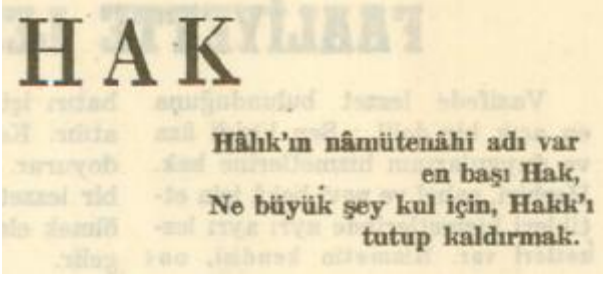 HAK
Hâlık'ın nâmütenâhi adı var
en başı Hak,
Ne büyük şey kul için, Hakk'ı
tutup kaldırmak.